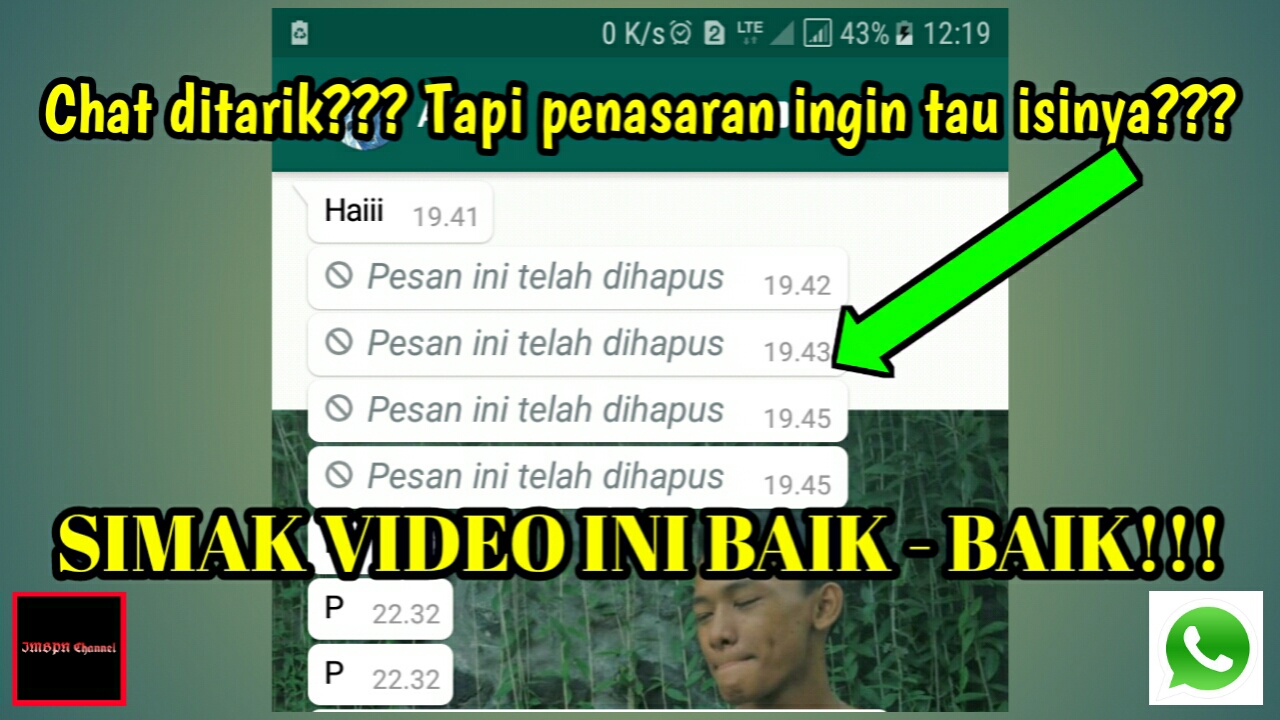 0 K/s 2 LTE 43% 12:19
Chat ditarik??? Tapi penasaran ingin tau isinya???
Haiii 19.41
Pesan ini telah dihapus 19.42
Pesan ini telah dihapus 19.43
Pesan ini telah dihapus 19.45
Pesan ini telah dihapus 19.45
SIMAK VIDEO INI BAIK - BAIK!!!
P 22.32
P 22.32
JMSPN Channel